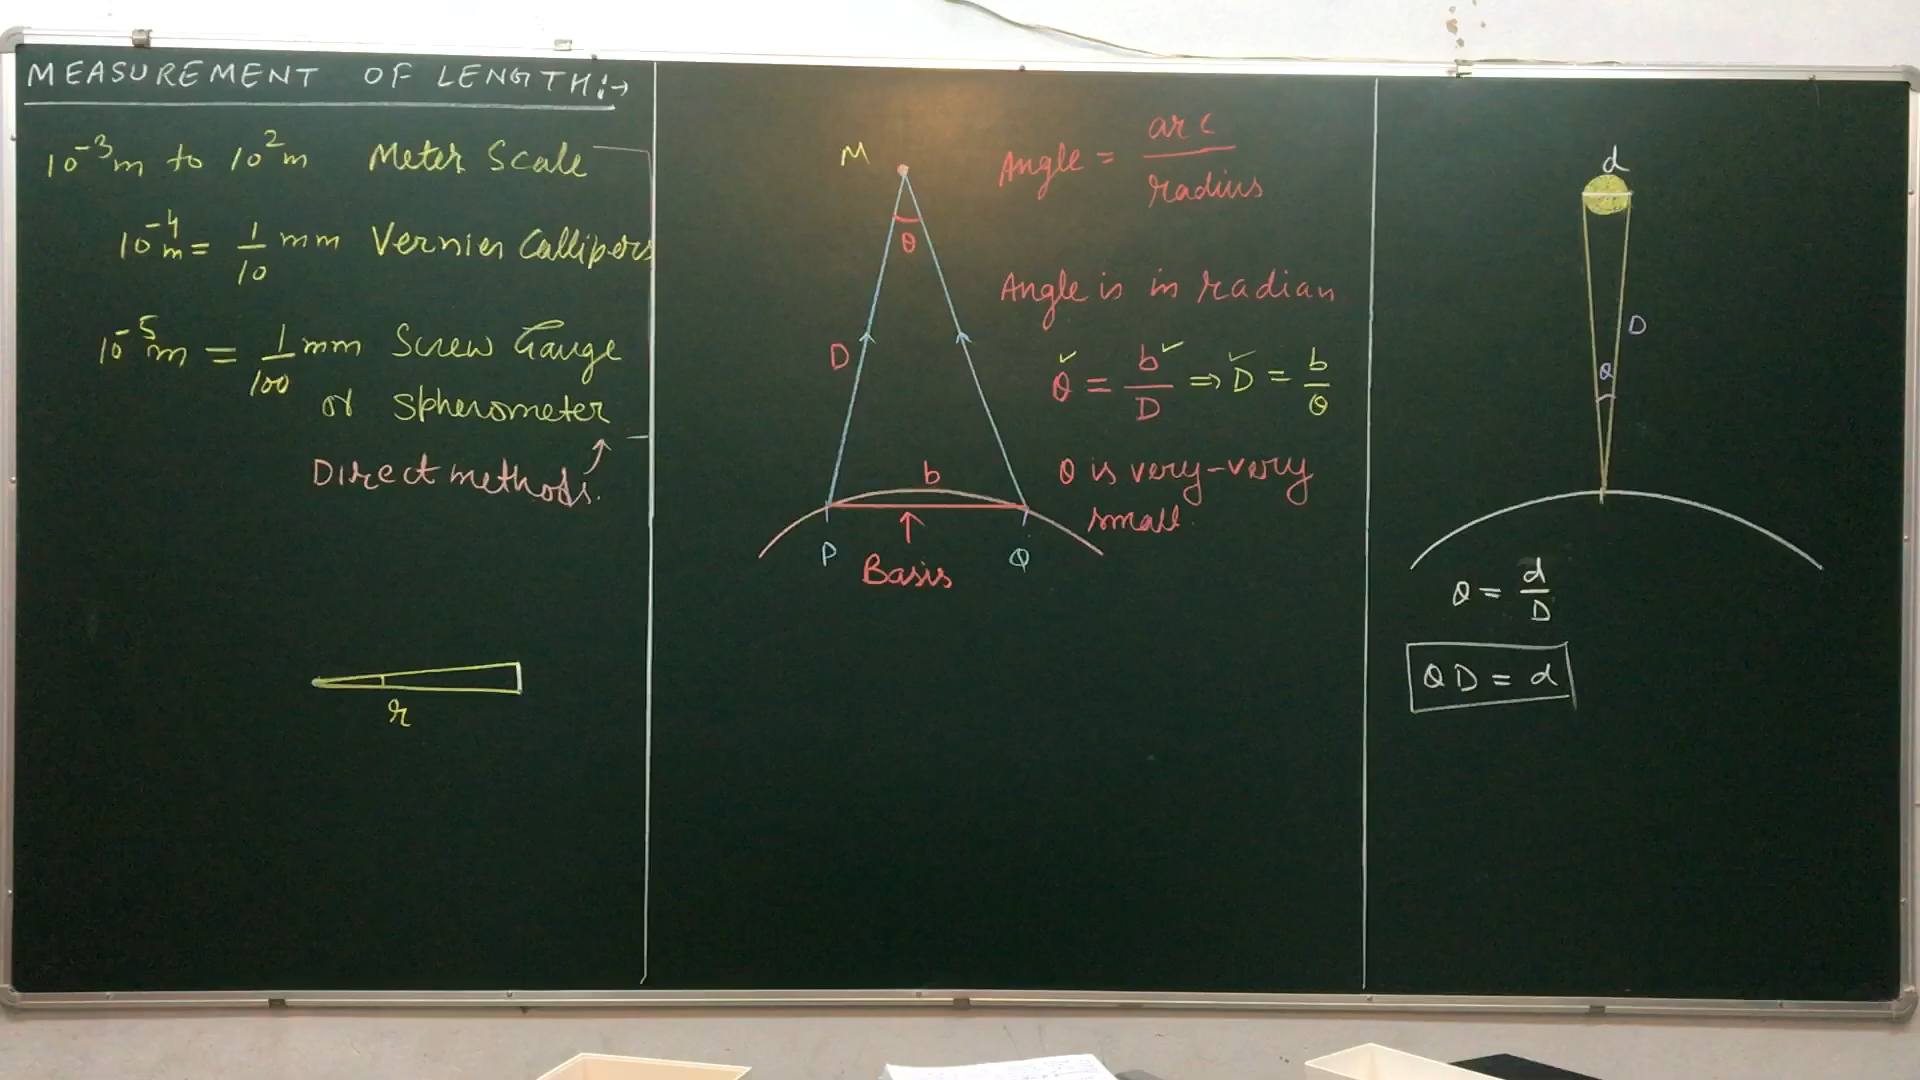 MEASUREMENT OF LENGTH:→
10⁻³m to 10²m Meter Scale
10⁻⁴m = 1/10 mm Vernier Callipers
10⁻⁵m = 1/100 mm Screw Gauge
or Spherometer
Direct methods.
r
M
θ
D
b
P
Q
Basis
Angle = arc/radius
Angle is in radian
θ = b/D ⇒ D = b/θ
θ is very-very
small.
d
D
θ
θ = d/D
θD = d